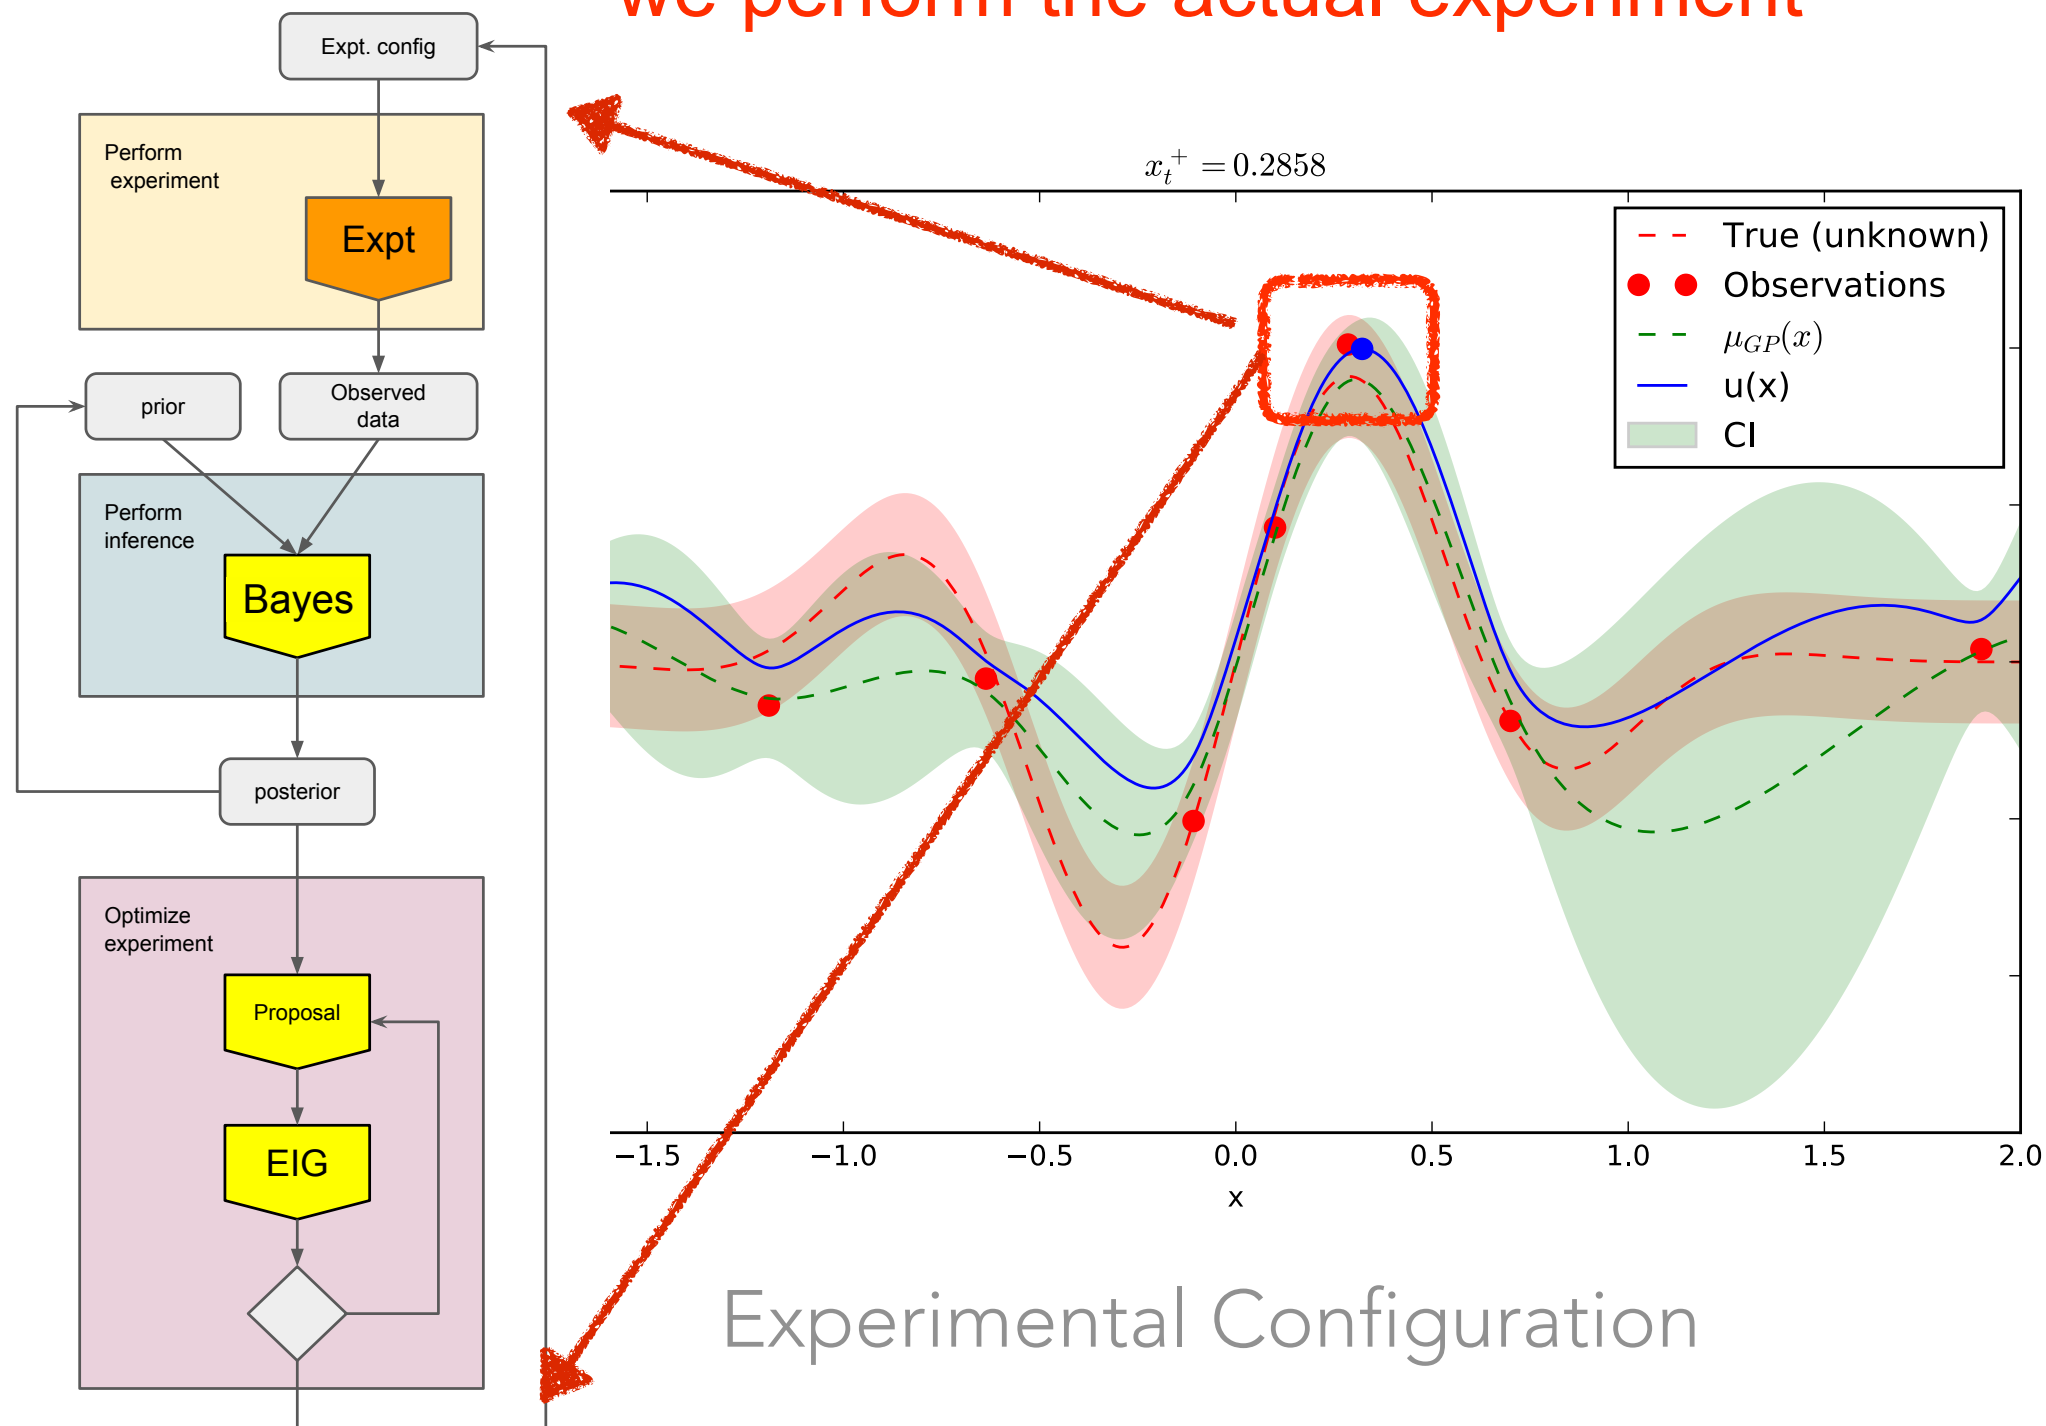 we perform the actual experiment
Expt. config
Perform
experiment
Expt
prior
Observed
data
Perform
inference
Bayes
posterior
Optimize
experiment
Proposal
EIG
x_t^+ = 0.2858
True (unknown)
Observations
μ_GP(x)
u(x)
CI
−1.5 −1.0 −0.5 0.0 0.5 1.0 1.5 2.0
x
Experimental Configuration